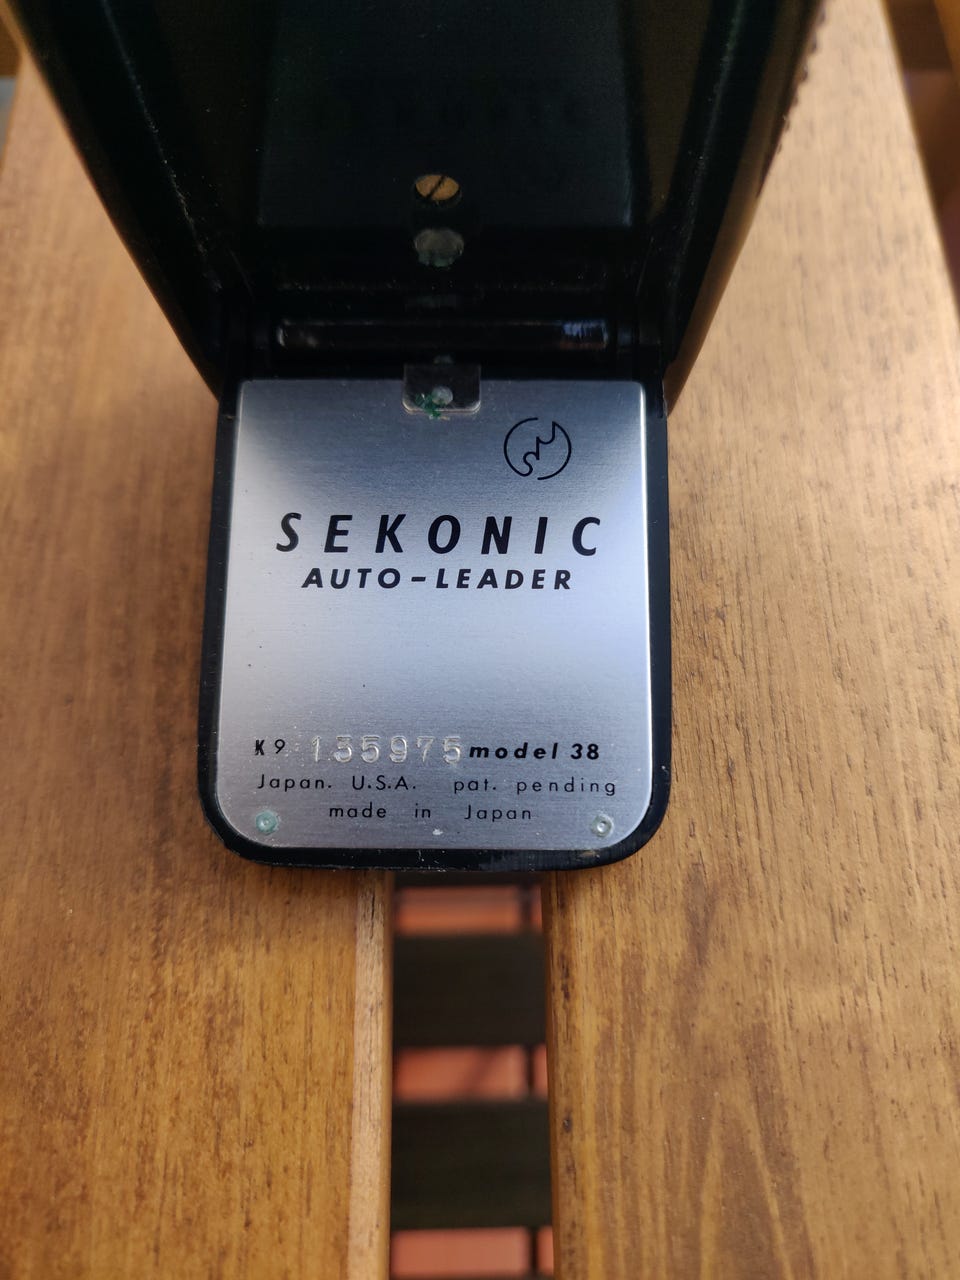 SEKONIC
AUTO-LEADER
K9 135975 model 38
Japan. U.S.A. pat. pending
made in Japan